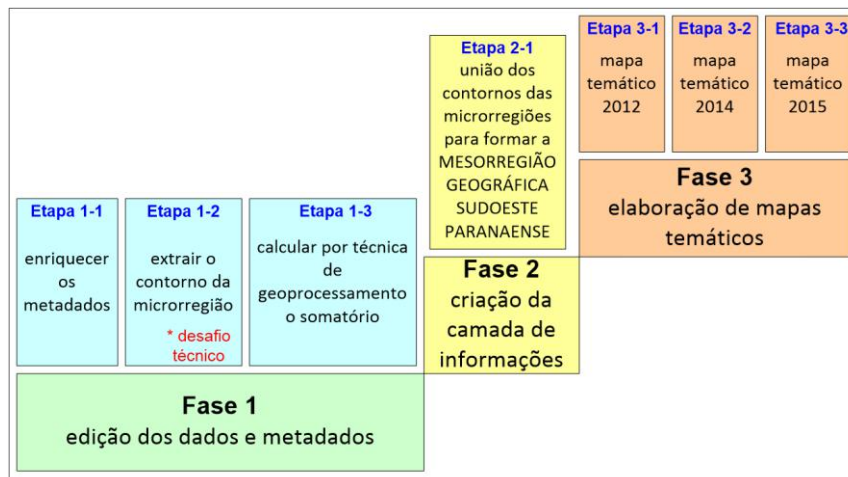 Etapa 1-1
enriquecer
os
metadados
Etapa 1-2
extrair o
contorno da
microrregião
* desafio
técnico
Etapa 1-3
calcular por técnica
de
geoprocessamento
o somatório
Fase 1
edição dos dados e metadados
Etapa 2-1
união dos
contornos das
microrregiões
para formar a
MESORREGIÃO
GEOGRÁFICA
SUDOESTE
PARANAENSE
Fase 2
criação da
camada de
informações
Etapa 3-1
mapa
temático
2012
Etapa 3-2
mapa
temático
2014
Etapa 3-3
mapa
temático
2015
Fase 3
elaboração de mapas
temáticos